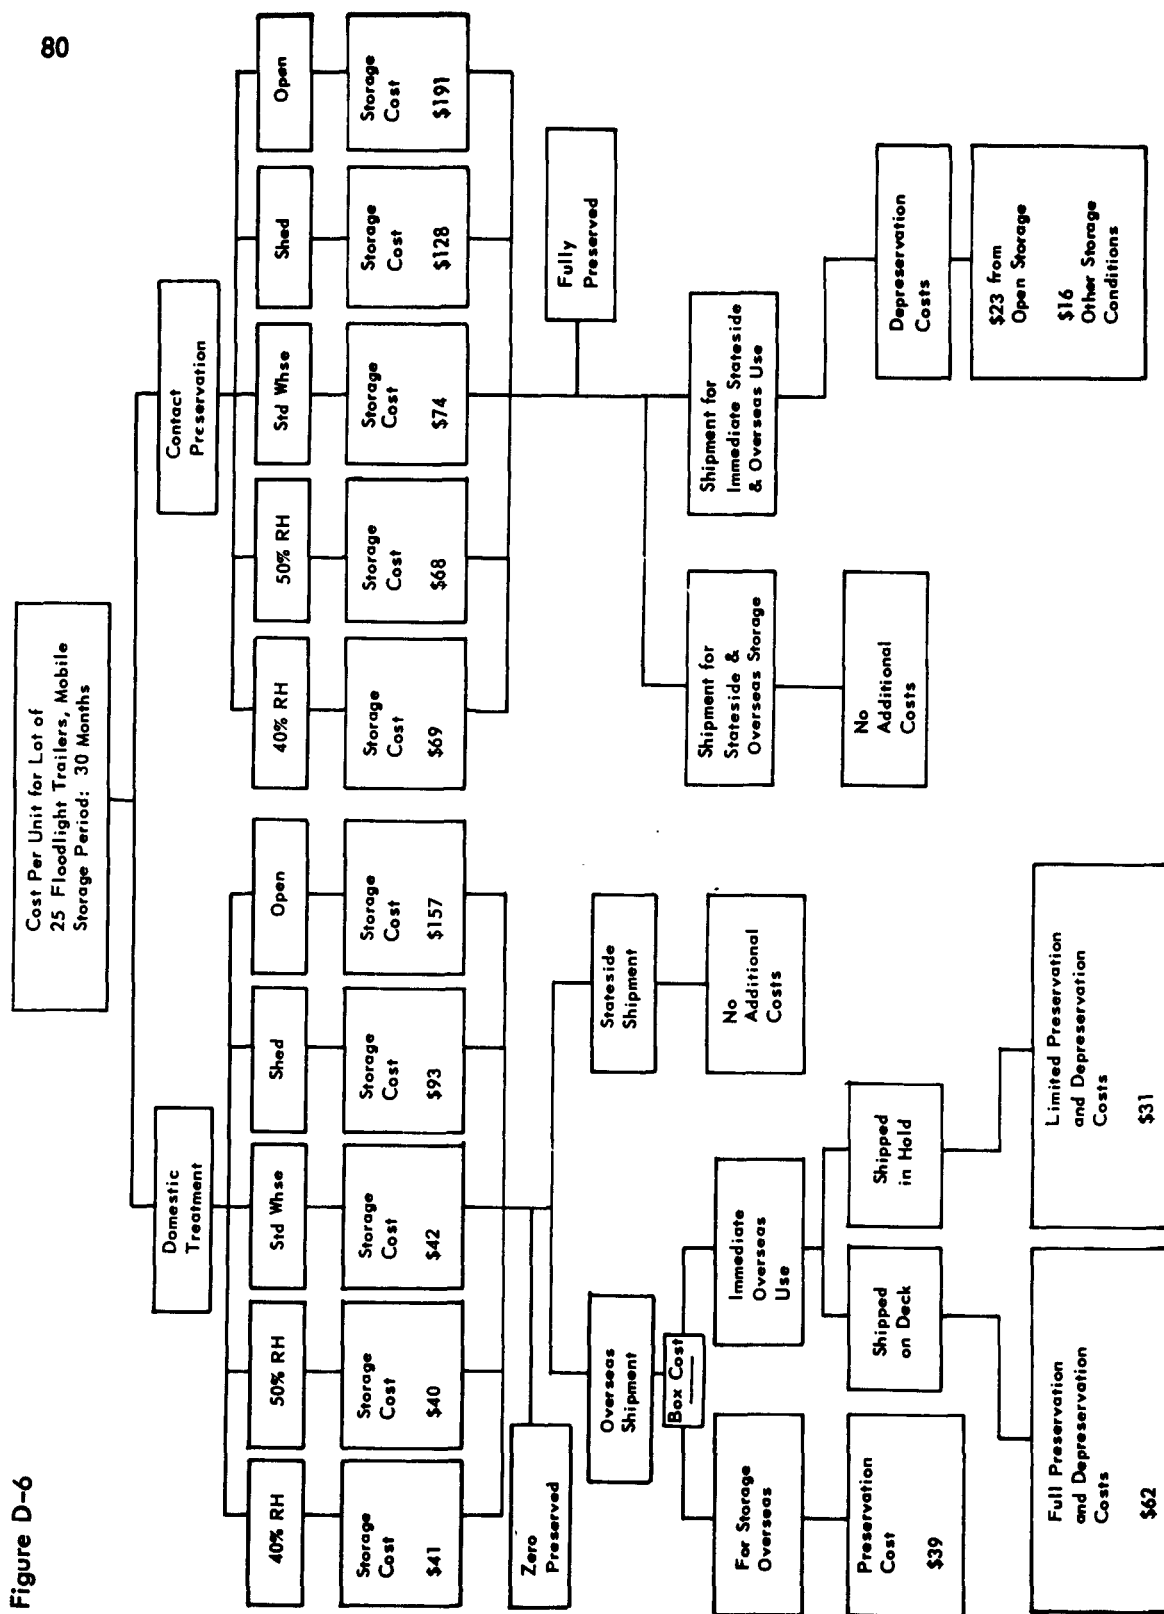 80
Figure D-6
Cost Per Unit for Lot of
25 Floodlight Trailers, Mobile
Storage Period: 30 Months
Domestic
Treatment
Contact
Preservation
40% RH
50% RH
Std Whse
Shed
Open
40% RH
50% RH
Std Whse
Shed
Open
Storage
Cost
$41
Storage
Cost
$40
Storage
Cost
$42
Storage
Cost
$93
Storage
Cost
$157
Storage
Cost
$69
Storage
Cost
$68
Storage
Cost
$74
Storage
Cost
$128
Storage
Cost
$191
Zero
Preserved
Fully
Preserved
Overseas
Shipment
Stateside
Shipment
Box Cost
No
Additional
Costs
Shipment for
Stateside &
Overseas Storage
Shipment for
Immediate Stateside
& Overseas Use
For Storage
Overseas
Immediate
Overseas
Use
Preservation
Cost
$39
Shipped
on Deck
Shipped
in Hold
No
Additional
Costs
Depreservation
Costs
$23 from
Open Storage
$16
Other Storage
Conditions
Full Preservation
and Depreservation
Costs
$62
Limited Preservation
and Depreservation
Costs
$31